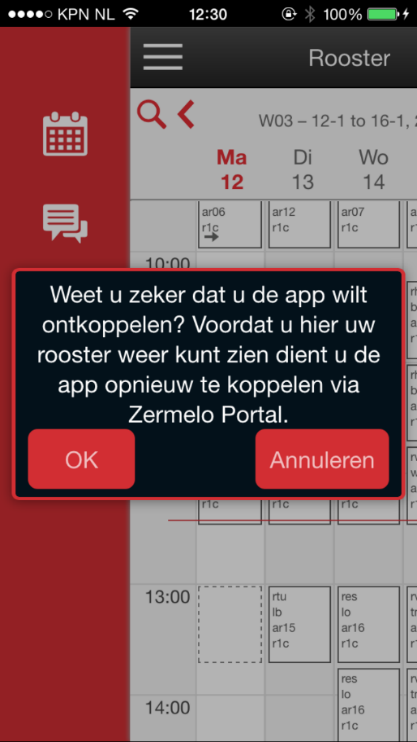 KPN NL 12:30 100%
Rooster
W03 – 12-1 to 16-1,
Ma Di Wo
12 13 14
ar06 ar12 ar07
r1c r1c r1c
10:00
Weet u zeker dat u de app wilt
ontkoppelen? Voordat u hier uw
rooster weer kunt zien dient u de
app opnieuw te koppelen via
Zermelo Portal.
OK Annuleren
r1c r1c r1c
13:00 rtu res
lb lo
ar15 ar16
r1c r1c
res
lo
14:00 ar16
r1c